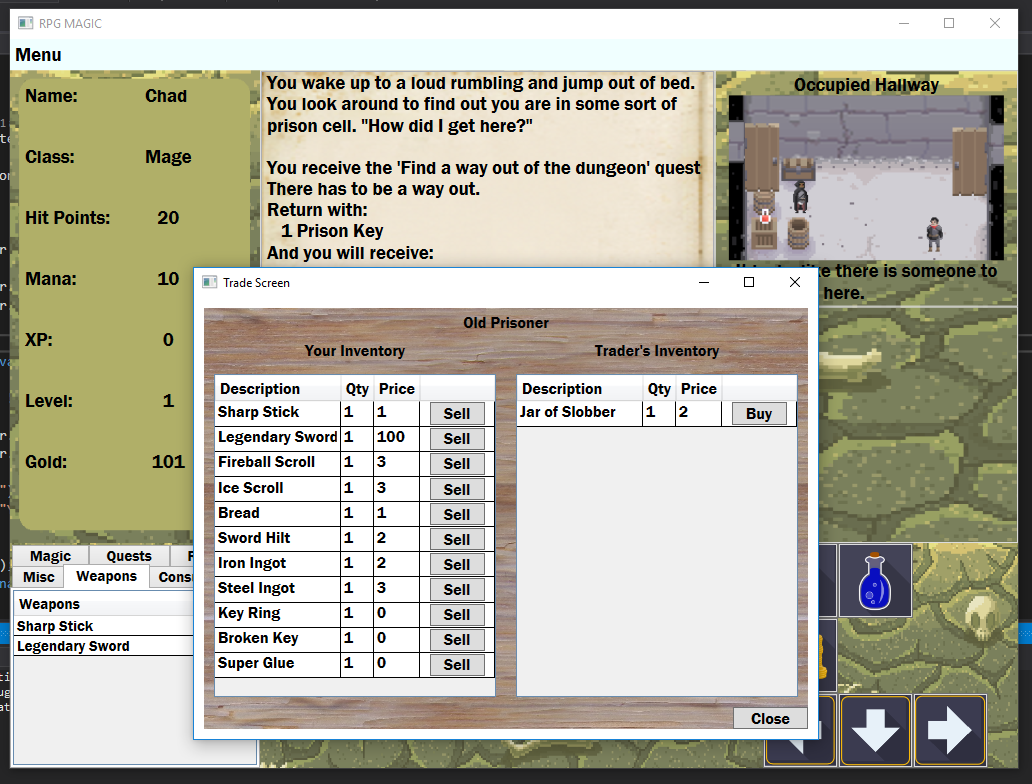 RPG MAGIC
Menu
Name: Chad
Class: Mage
Hit Points: 20
Mana: 10
XP: 0
Level: 1
Gold: 101
You wake up to a loud rumbling and jump out of bed.
You look around to find out you are in some sort of
prison cell. "How did I get here?"
You receive the 'Find a way out of the dungeon' quest
There has to be a way out.
Return with:
1 Prison Key
And you will receive:
Occupied Hallway
there is someone to
here.
Trade Screen
Old Prisoner
Your Inventory
Description Qty Price
Sharp Stick 1 1 Sell
Legendary Sword 1 100 Sell
Fireball Scroll 1 3 Sell
Ice Scroll 1 3 Sell
Bread 1 1 Sell
Sword Hilt 1 2 Sell
Iron Ingot 1 2 Sell
Steel Ingot 1 3 Sell
Key Ring 1 0 Sell
Broken Key 1 0 Sell
Super Glue 1 0 Sell
Trader's Inventory
Description Qty Price
Jar of Slobber 1 2 Buy
Close
Magic Quests
Misc Weapons Cons
Weapons
Sharp Stick
Legendary Sword